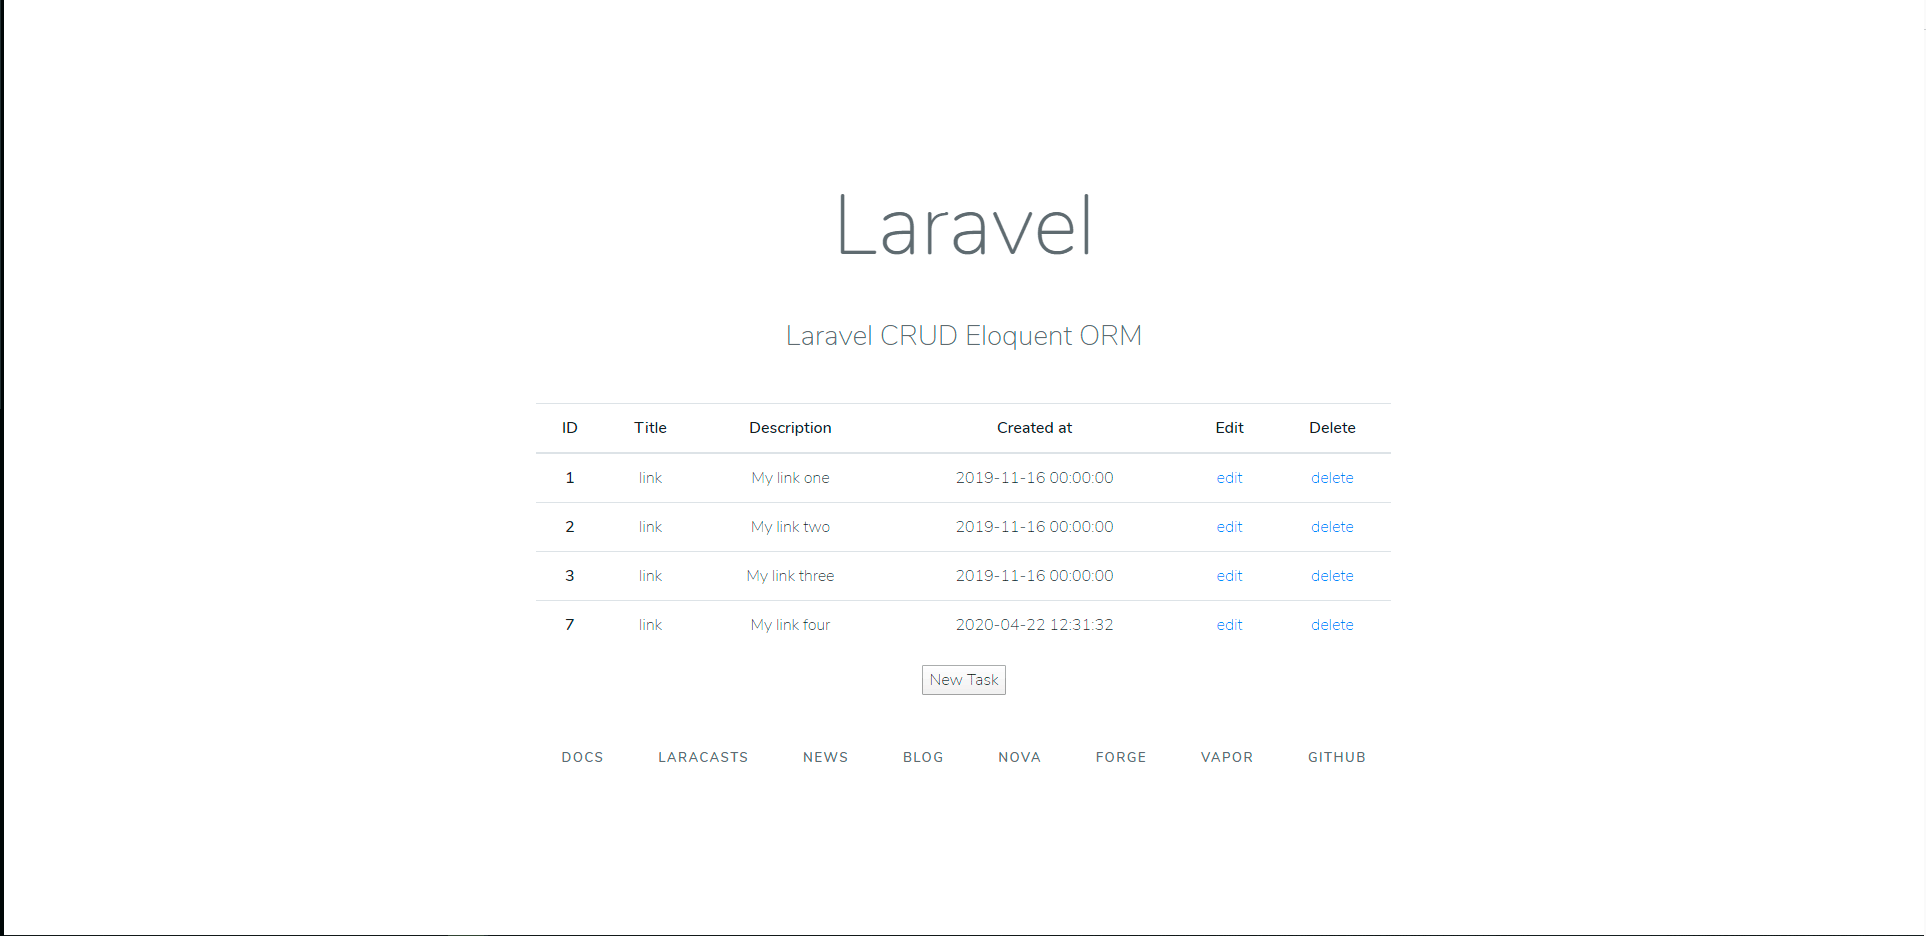 Laravel
Laravel CRUD Eloquent ORM
ID Title Description Created at Edit Delete
1 link My link one 2019-11-16 00:00:00 edit delete
2 link My link two 2019-11-16 00:00:00 edit delete
3 link My link three 2019-11-16 00:00:00 edit delete
7 link My link four 2020-04-22 12:31:32 edit delete
New Task
DOCS LARACASTS NEWS BLOG NOVA FORGE VAPOR GITHUB